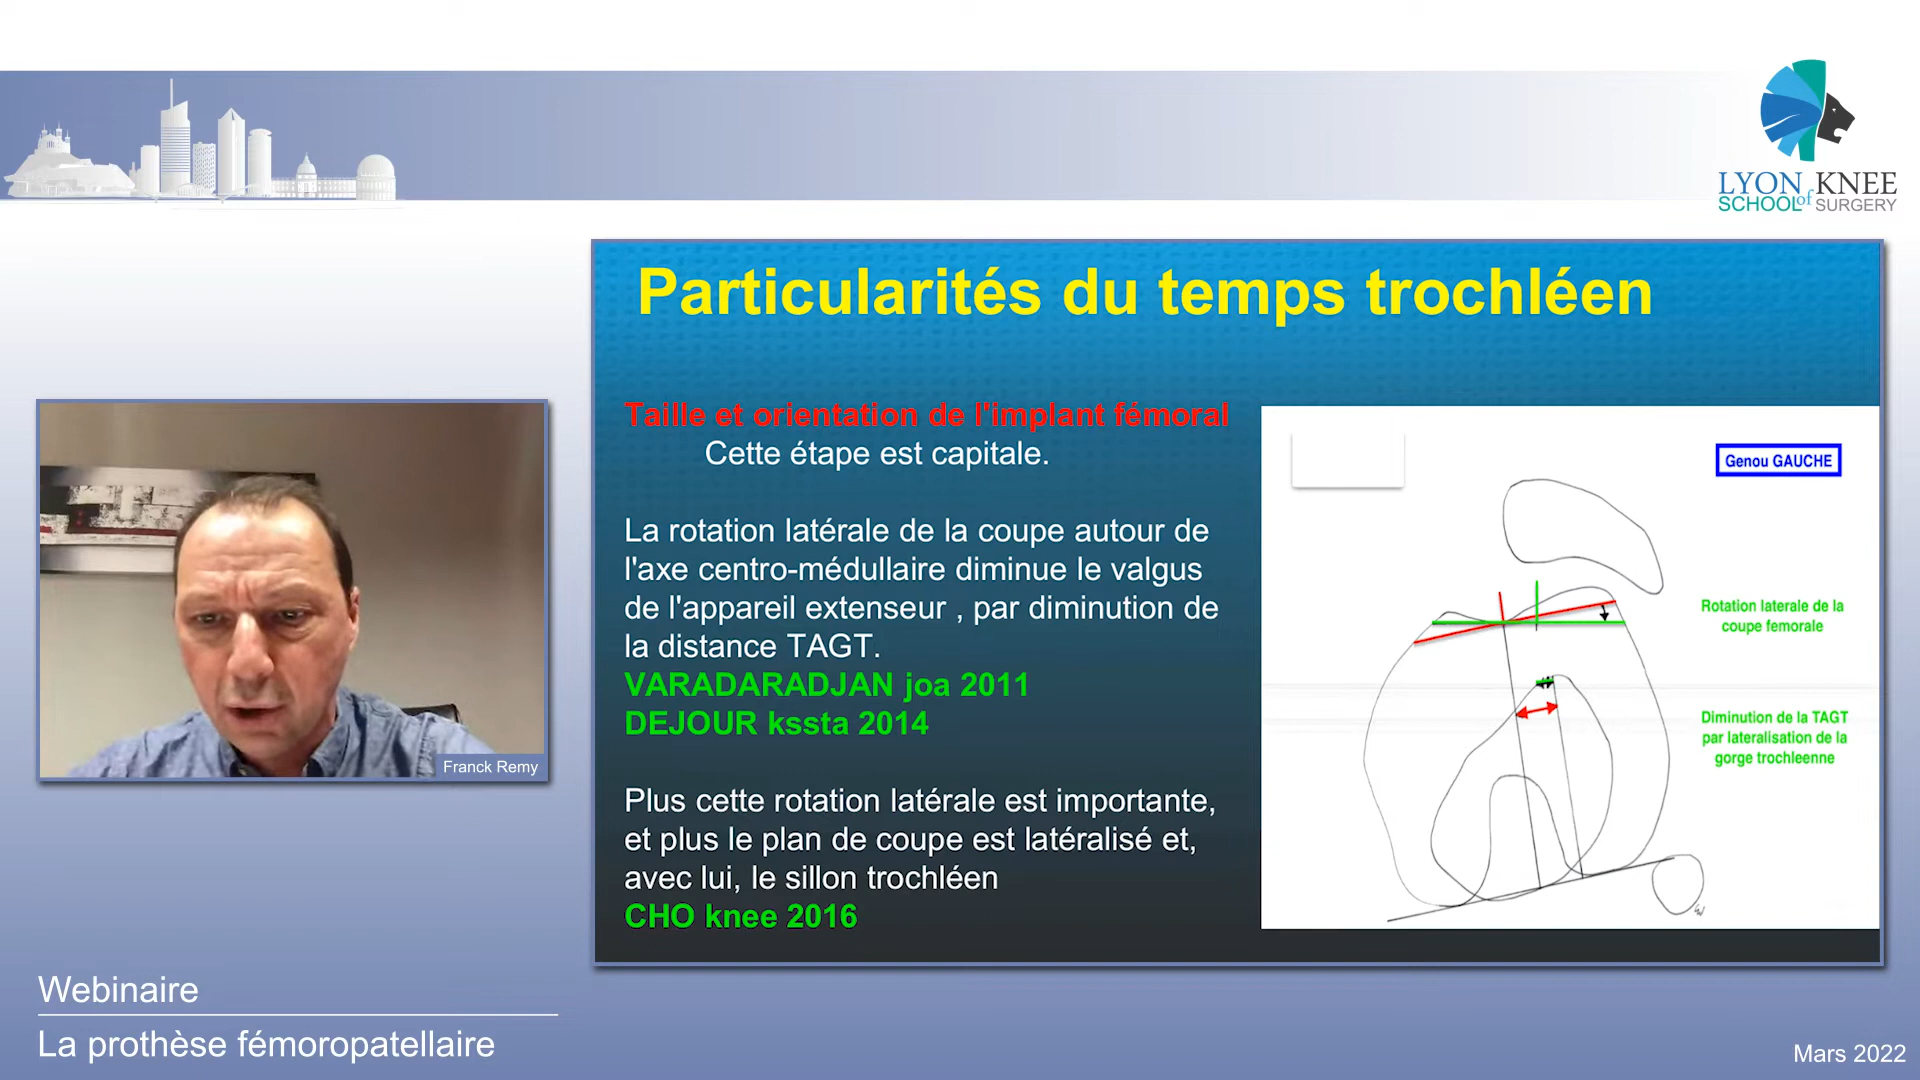 LYON KNEE
SCHOOL of SURGERY
Particularités du temps trochléen
Taille et orientation de l'implant fémoral
Cette étape est capitale.
La rotation latérale de la coupe autour de
l'axe centro-médullaire diminue le valgus
de l'appareil extenseur , par diminution de
la distance TAGT.
VARADARADJAN joa 2011
DEJOUR kssta 2014
Plus cette rotation latérale est importante,
et plus le plan de coupe est latéralisé et,
avec lui, le sillon trochléen
CHO knee 2016
Genou GAUCHE
Rotation laterale de la
coupe femorale
Diminution de la TAGT
par lateralisation de la
gorge trochleenne
Franck Remy
Webinaire
La prothèse fémoropatellaire
Mars 2022